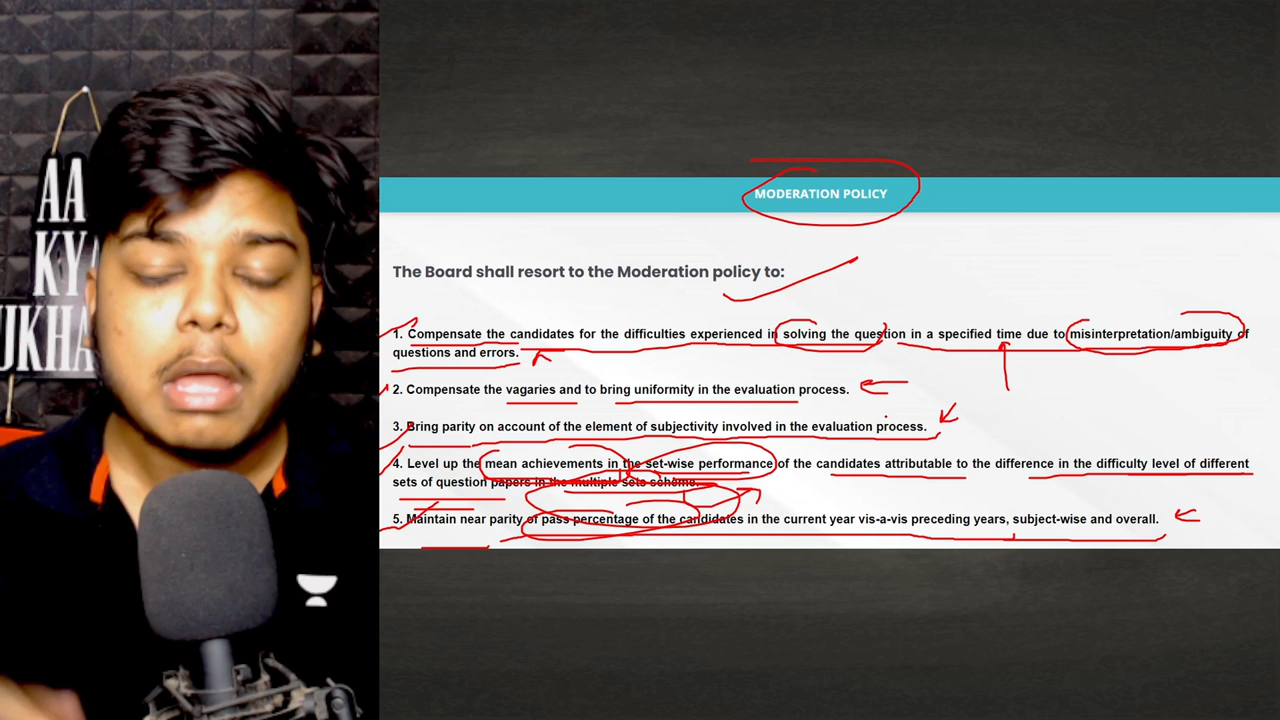 AA
KY
UKHA
MODERATION POLICY
The Board shall resort to the Moderation policy to:
1. Compensate the candidates for the difficulties experienced in solving the question in a specified time due to misinterpretation/ambiguity of
questions and errors.
2. Compensate the vagaries and to bring uniformity in the evaluation process.
3. Bring parity on account of the element of subjectivity involved in the evaluation process.
4. Level up the mean achievements in the set-wise performance of the candidates attributable to the difference in the difficulty level of different
sets of question papers in the multiple sets scheme.
5. Maintain near parity of pass percentage of the candidates in the current year vis-a-vis preceding years, subject-wise and overall.